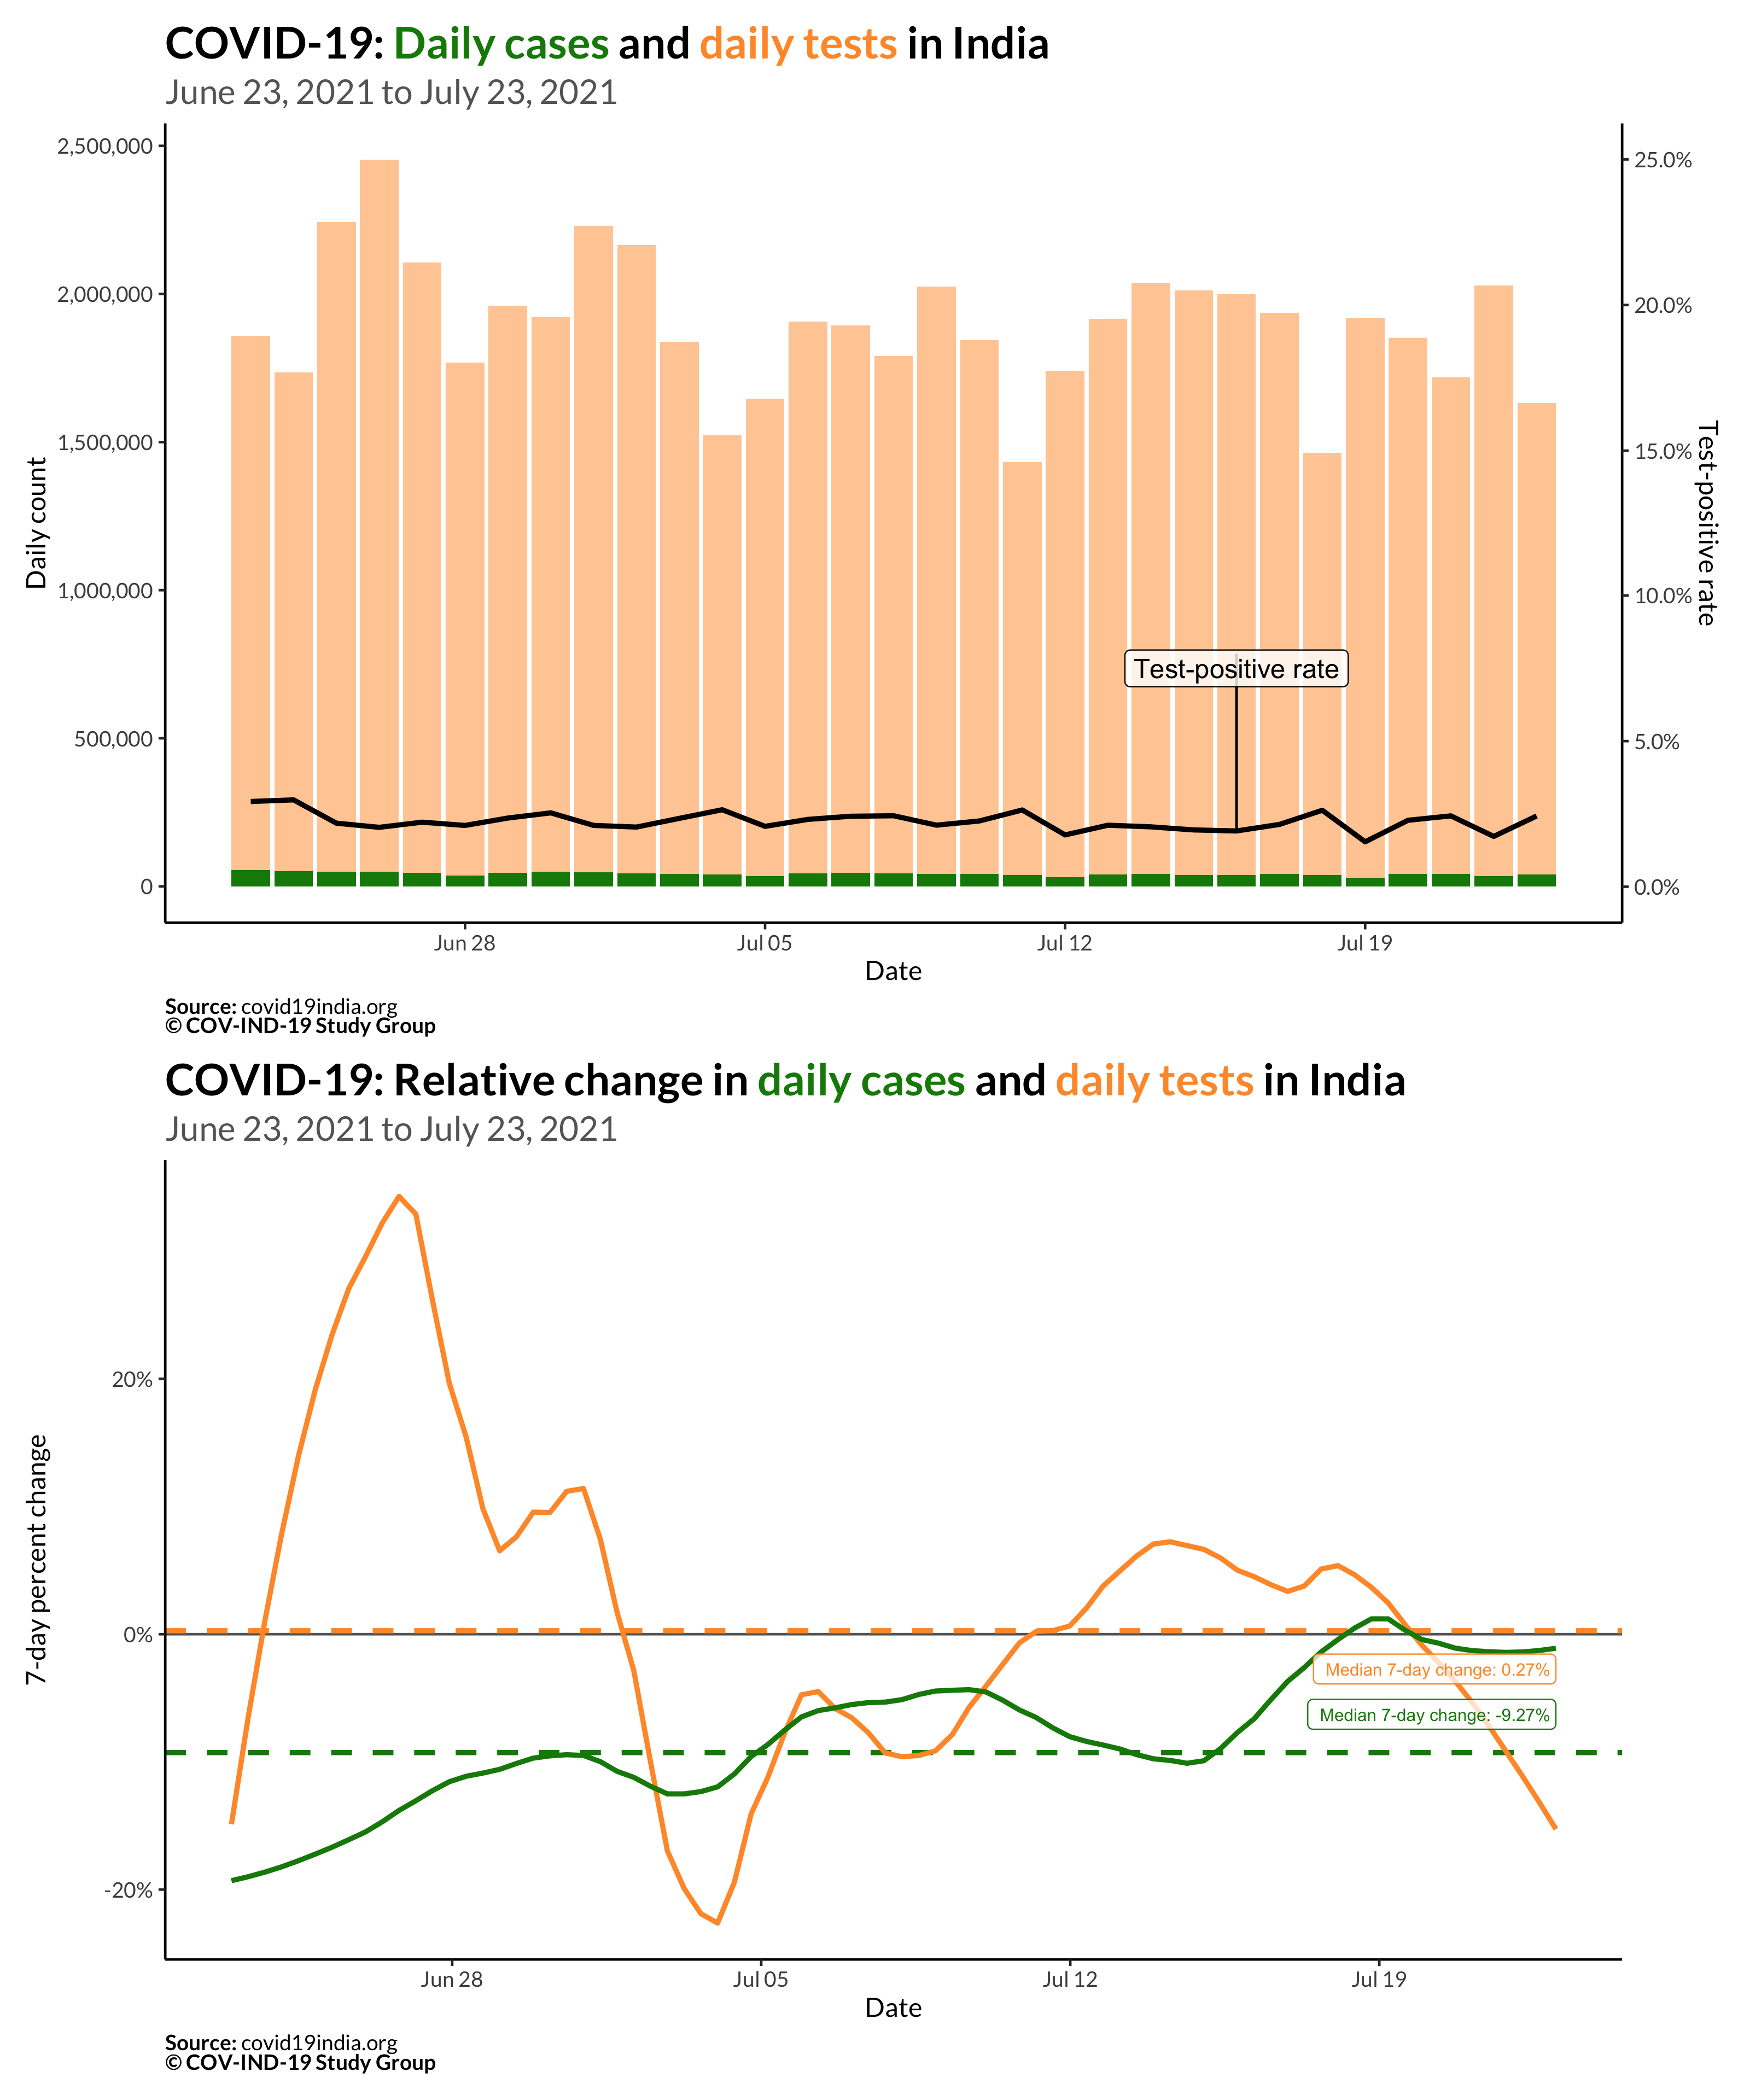 COVID-19: Daily cases and daily tests in India
June 23, 2021 to July 23, 2021
2,500,000
2,000,000
1,500,000
1,000,000
500,000
0
Daily count
25.0%
20.0%
15.0%
10.0%
5.0%
0.0%
Test-positive rate
Test-positive rate
Jun 28
Jul 05
Jul 12
Jul 19
Date
Source: covid19india.org
© COV-IND-19 Study Group
COVID-19: Relative change in daily cases and daily tests in India
June 23, 2021 to July 23, 2021
20%
0%
-20%
7-day percent change
Median 7-day change: 0.27%
Median 7-day change: -9.27%
Jun 28
Jul 05
Jul 12
Jul 19
Date
Source: covid19india.org
© COV-IND-19 Study Group